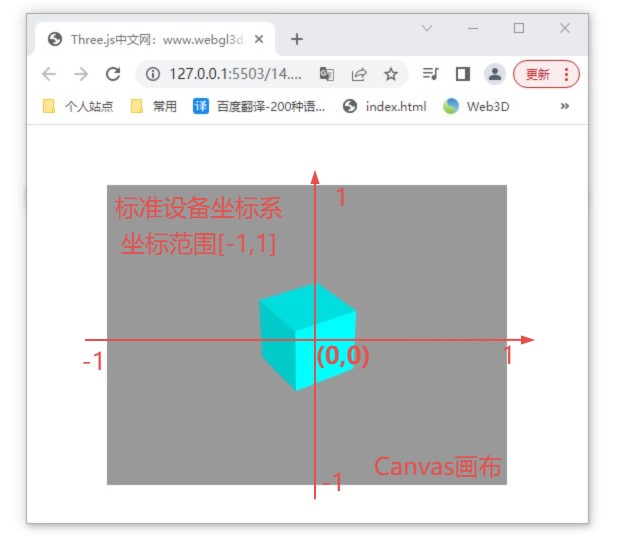 Three.js中文网：www.webgl3d.
127.0.0.1:5503/14....
更新
个人站点
常用
译
百度翻译-200种语...
index.html
Web3D
»
标准设备坐标系
1
坐标范围[-1,1]
-1
(0,0)
1
Canvas画布
-1